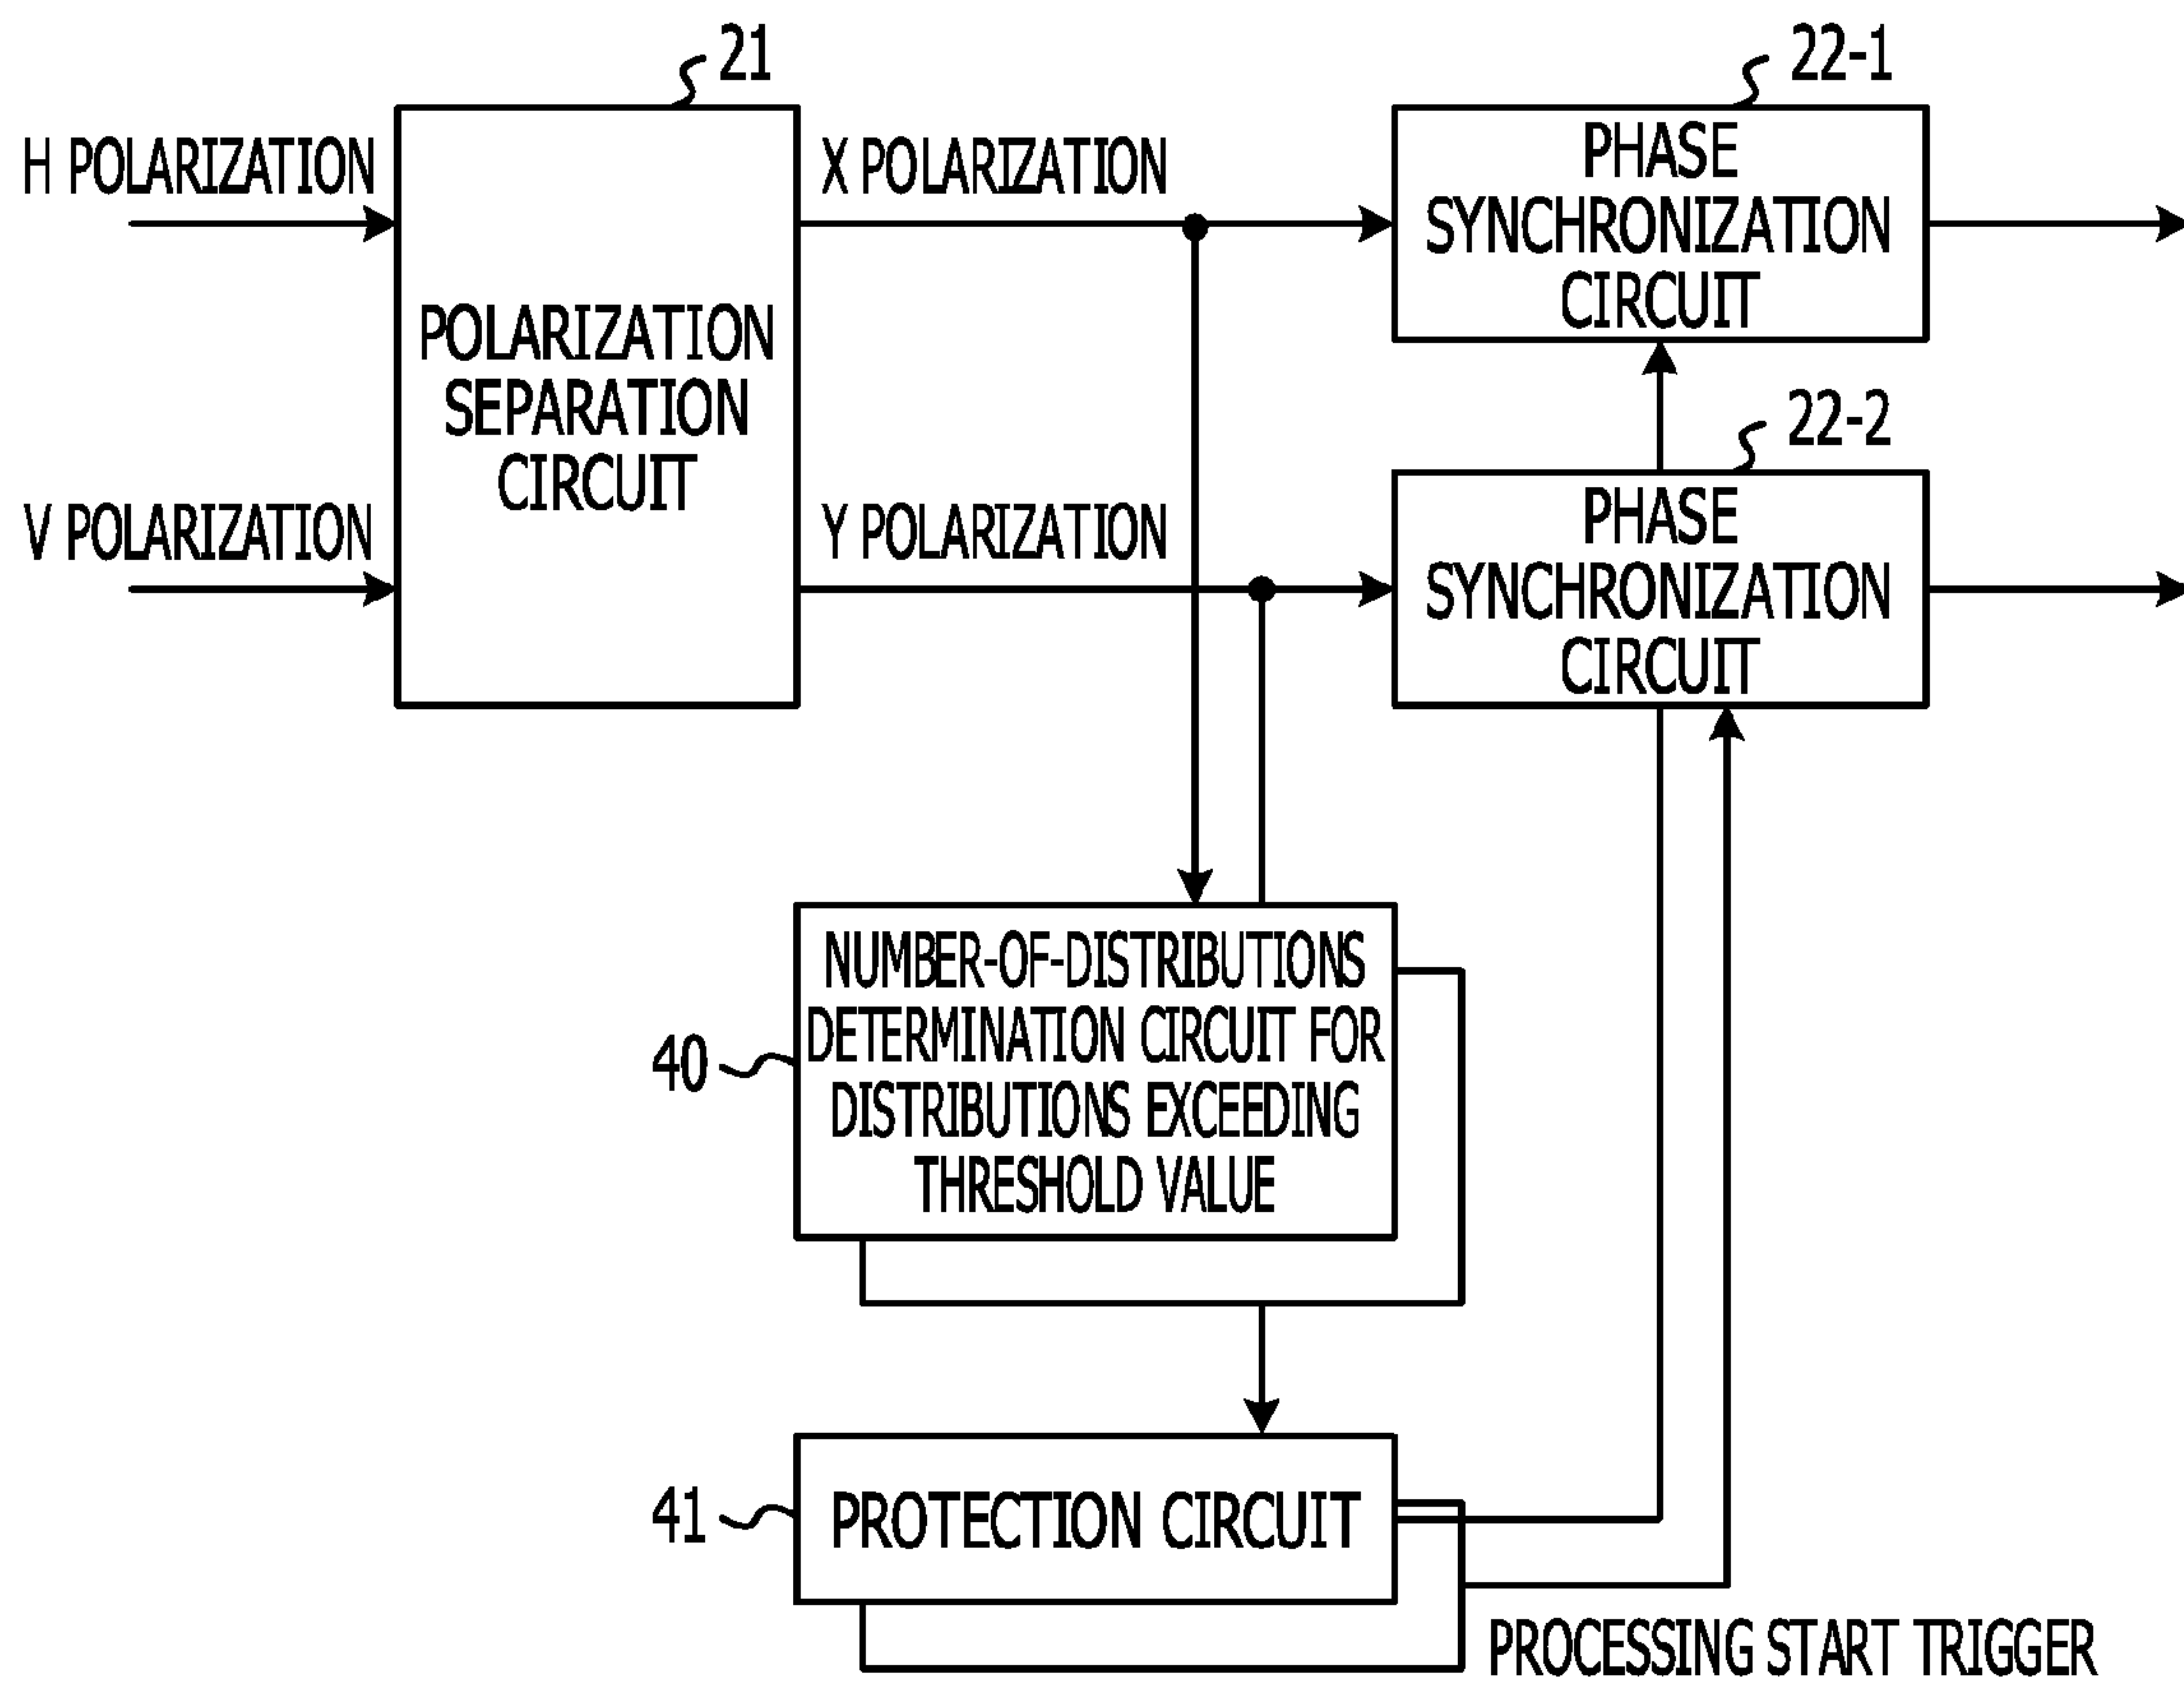 21
22-1
H POLARIZATION
X POLARIZATION
PHASE
SYNCHRONIZATION
CIRCUIT
POLARIZATION
SEPARATION
CIRCUIT
22-2
V POLARIZATION
Y POLARIZATION
PHASE
SYNCHRONIZATION
CIRCUIT
40
NUMBER-OF-DISTRIBUTIONS
DETERMINATION CIRCUIT FOR
DISTRIBUTIONS EXCEEDING
THRESHOLD VALUE
41
PROTECTION CIRCUIT
PROCESSING START TRIGGER